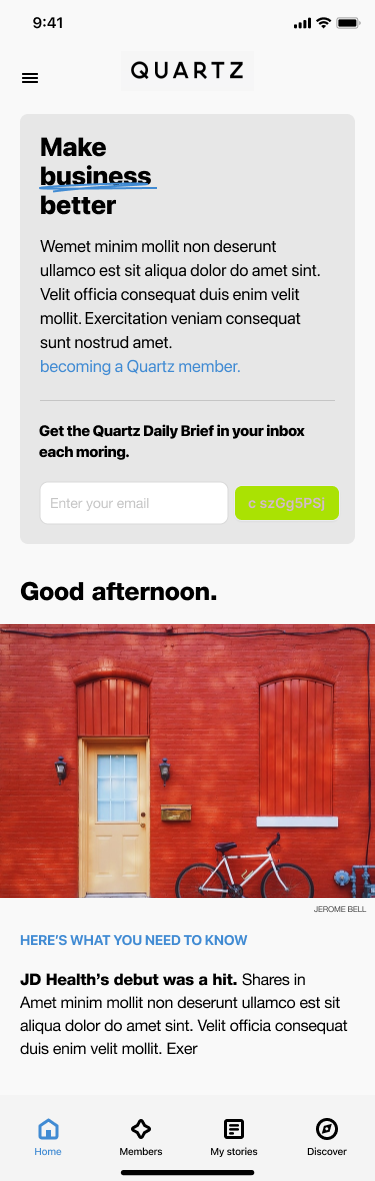 9:41
QUARTZ
Make
business
better
Wemet minim mollit non deserunt
ullamco est sit aliqua dolor do amet sint.
Velit officia consequat duis enim velit
mollit. Exercitation veniam consequat
sunt nostrud amet.
becoming a Quartz member.
Get the Quartz Daily Brief in your inbox
each moring.
Enter your email
c szGg5PSj
Good afternoon.
JEROME BELL
HERE'S WHAT YOU NEED TO KNOW
JD Health's debut was a hit. Shares in
Amet minim mollit non deserunt ullamco est sit
aliqua dolor do amet sint. Velit officia consequat
duis enim velit mollit. Exer
Home
Members
My stories
Discover